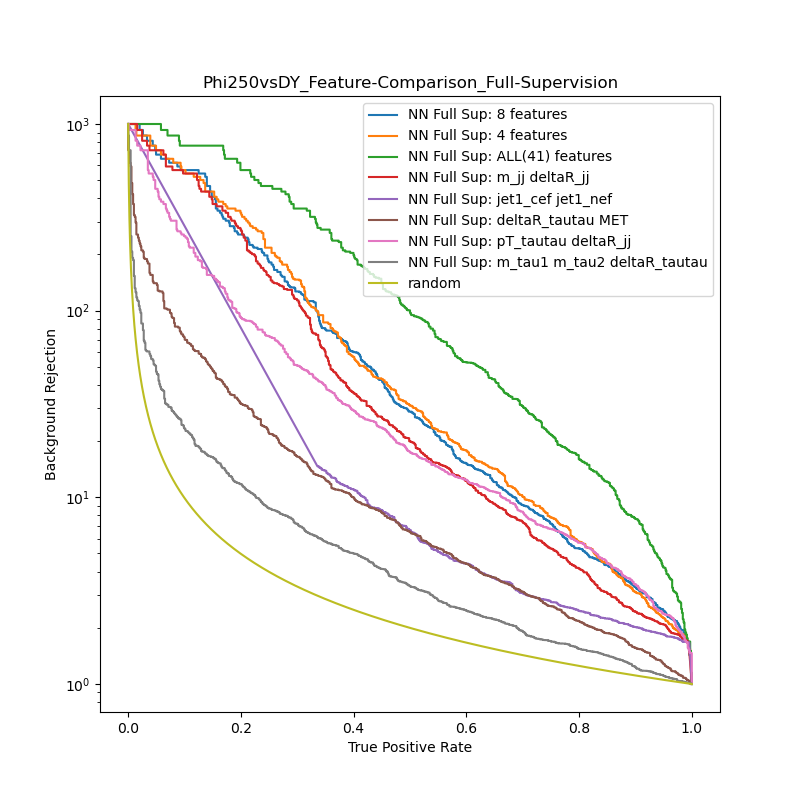 Phi250vsDY_Feature-Comparison_Full-Supervision
NN Full Sup: 8 features
NN Full Sup: 4 features
NN Full Sup: ALL(41) features
NN Full Sup: m_jj deltaR_jj
NN Full Sup: jet1_cef jet1_nef
NN Full Sup: deltaR_tautau MET
NN Full Sup: pT_tautau deltaR_jj
NN Full Sup: m_tau1 m_tau2 deltaR_tautau
random
Background Rejection
10³
10²
10¹
10⁰
0.0 0.2 0.4 0.6 0.8 1.0
True Positive Rate